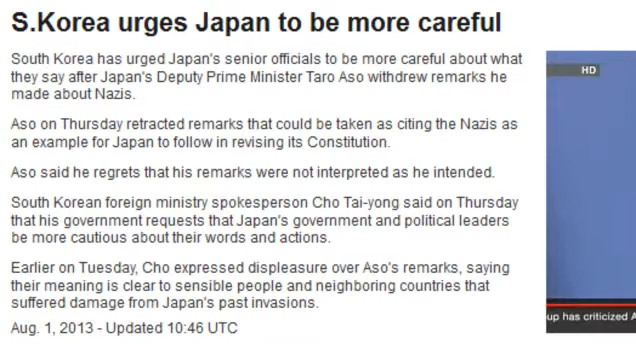 S.Korea urges Japan to be more careful
South Korea has urged Japan's senior officials to be more careful about what
they say after Japan's Deputy Prime Minister Taro Aso withdrew remarks he
made about Nazis.
Aso on Thursday retracted remarks that could be taken as citing the Nazis as
an example for Japan to follow in revising its Constitution.
Aso said he regrets that his remarks were not interpreted as he intended.
South Korean foreign ministry spokesperson Cho Tai-yong said on Thursday
that his government requests that Japan's government and political leaders
be more cautious about their words and actions.
Earlier on Tuesday, Cho expressed displeasure over Aso's remarks, saying
their meaning is clear to sensible people and neighboring countries that
suffered damage from Japan's past invasions.
Aug. 1, 2013 - Updated 10:46 UTC
HD
up has criticized A